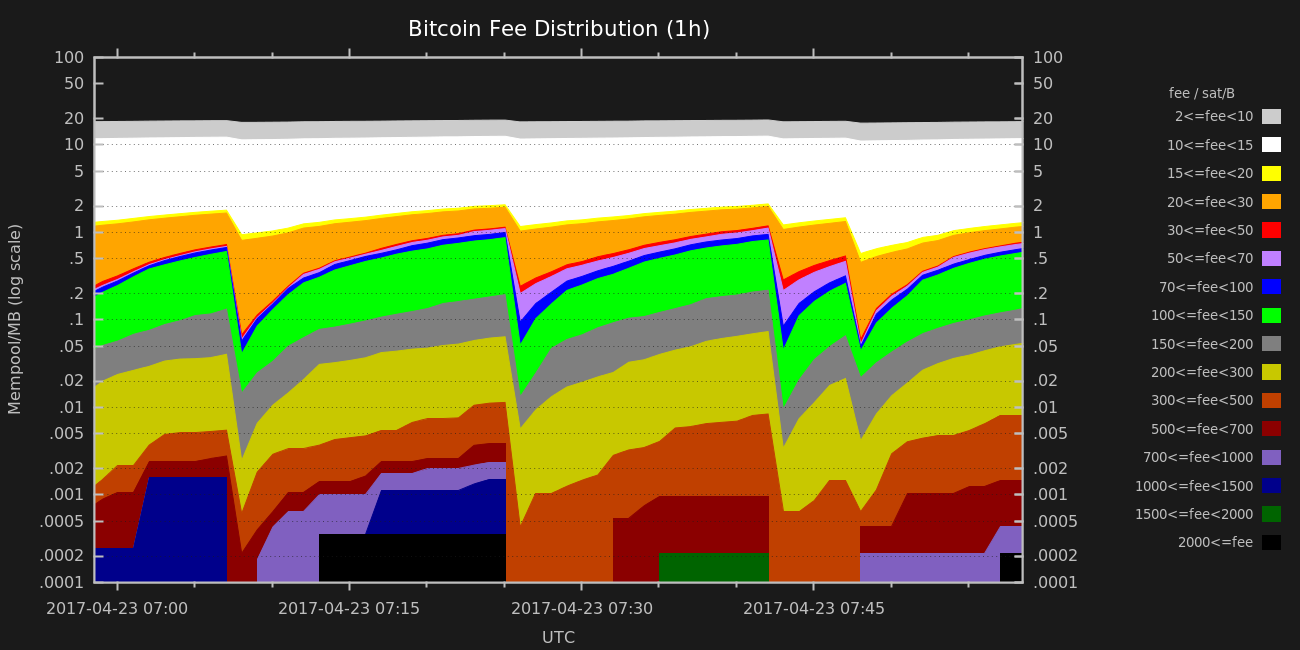 Bitcoin Fee Distribution (1h)
100
50
20
10
5
2
1
.5
.2
.1
.05
.02
.01
.005
.002
.001
.0005
.0002
.0001
Mempool/MB (log scale)
100
50
20
10
5
2
1
.5
.2
.1
.05
.02
.01
.005
.002
.001
.0005
.0002
.0001
2017-04-23 07:00
2017-04-23 07:15
2017-04-23 07:30
2017-04-23 07:45
UTC
fee / sat/B
2<=fee<10
10<=fee<15
15<=fee<20
20<=fee<30
30<=fee<50
50<=fee<70
70<=fee<100
100<=fee<150
150<=fee<200
200<=fee<300
300<=fee<500
500<=fee<700
700<=fee<1000
1000<=fee<1500
1500<=fee<2000
2000<=fee